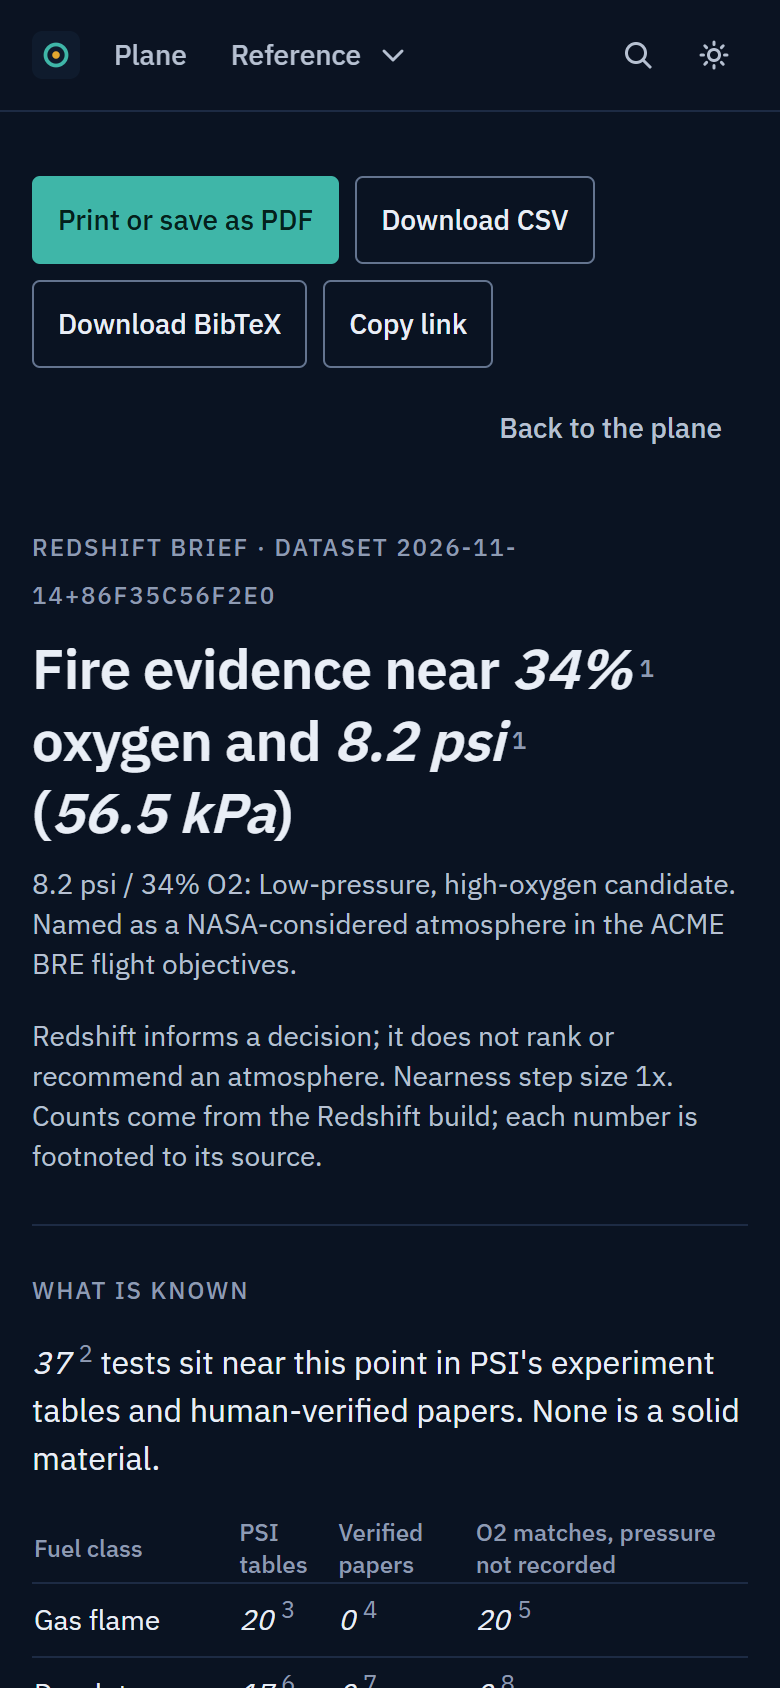 Plane Reference
Print or save as PDF Download CSV
Download BibTeX Copy link
Back to the plane
REDSHIFT BRIEF · DATASET 2026-11-
14+86F35C56F2E0
Fire evidence near 34% 1
oxygen and 8.2 psi 1
(56.5 kPa)
8.2 psi / 34% O2: Low-pressure, high-oxygen candidate.
Named as a NASA-considered atmosphere in the ACME
BRE flight objectives.
Redshift informs a decision; it does not rank or
recommend an atmosphere. Nearness step size 1x.
Counts come from the Redshift build; each number is
footnoted to its source.
WHAT IS KNOWN
37 2 tests sit near this point in PSI's experiment
tables and human-verified papers. None is a solid
material.
Fuel class PSI tables Verified papers O2 matches, pressure not recorded
Gas flame 20 3 0 4 20 5
6 7 8